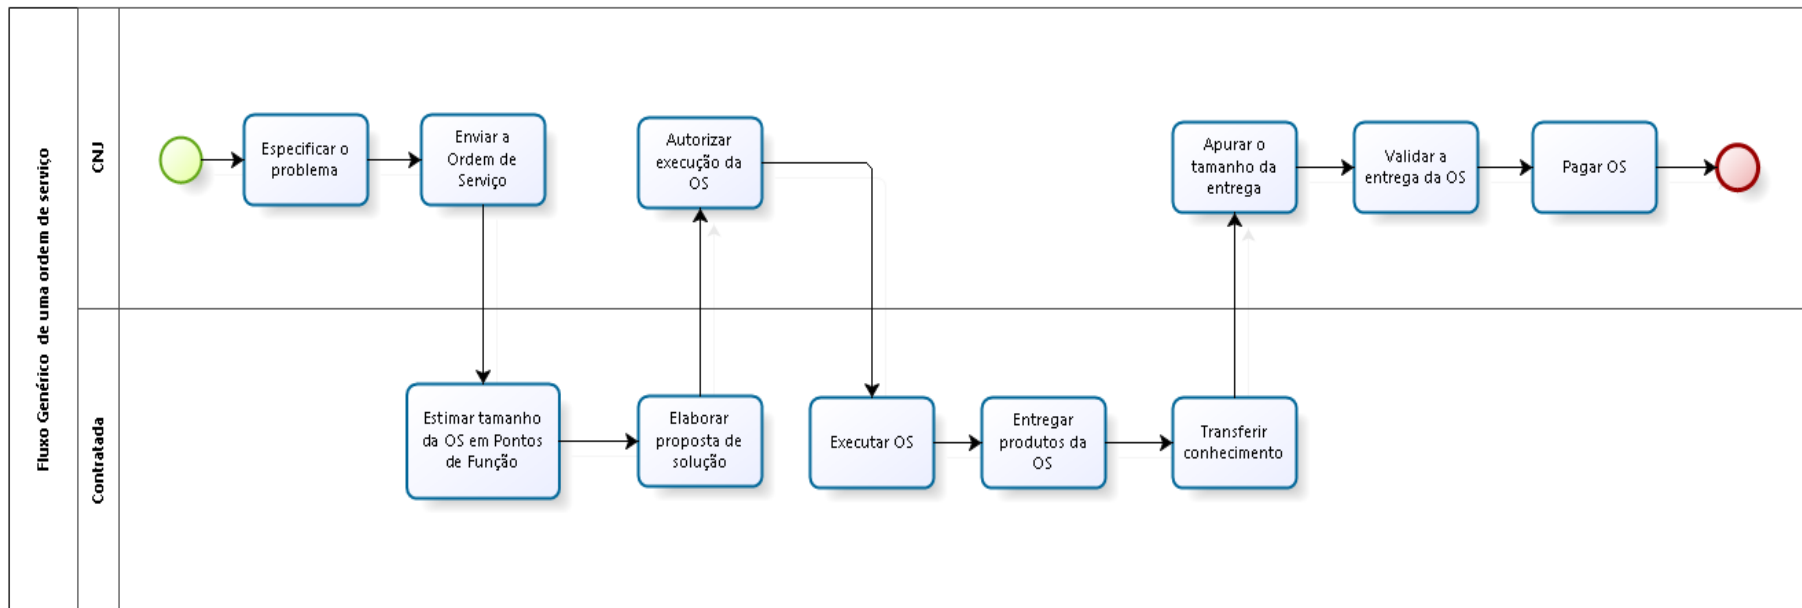 Fluxo Genérico de uma ordem de serviço
CNJ
Especificar o
problema
Enviar a
Ordem de
Serviço
Autorizar
execução da
OS
Apurar o
tamanho da
entrega
Validar a
entrega da OS
Pagar OS
Contratada
Estimar tamanho
da OS em Pontos
de Função
Elaborar
proposta de
solução
Executar OS
Entregar
produtos da
OS
Transferir
conhecimento